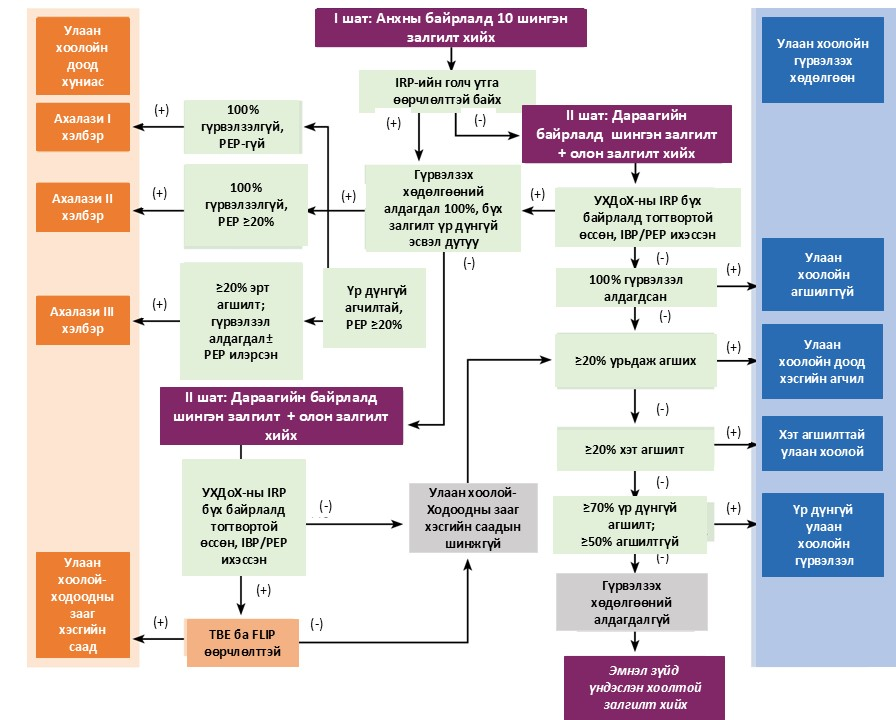 I шат: Анхны байрлалд 10 шингэн
залгилт хийх
Улаан
хоолойн
доод
хүниас
Улаан хоолойн
гүрвэлзэх
хөдөлгөөн
IRP-ийн голч утга
өөрчлөлттэй байх
(+)
(-)
II шат: Дараагийн
байрлалд шингэн залгилт
+ олон залгилт хийх
Ахалази I
хэлбэр
(+)
100%
гүрвэлзэлгүй,
PEP-гүй
Ахалази II
хэлбэр
(+)
100%
гүрвэлзэлгүй,
PEP ≥20%
(+)
Гүрвэлзэх
хөдөлгөөний
алдагдал 100%, бүх
залгилт үр дүнгүй
эсвэл дутуу
(+)
УХДоХ-ны IRP бүх
байрлалд тогтвортой
өссөн, IBP/PEP ихэссэн
(-)
(-)
100% гүрвэлзэл
алдагдсан
(+)
Улаан
хоолойн
агшилгтүй
Ахалази III
хэлбэр
(+)
≥20% эрт
агшилт;
гүрвэлзэл
алдагдал±
PEP илэрсэн
Үр дүнгүй
агчилтай,
PEP ≥20%
(-)
≥20% урьдаж агших
(+)
Улаан
хоолойн доод
хэсгийн агчил
II шат: Дараагийн байрлалд
шингэн залгилт + олон залгилт
хийх
(-)
≥20% хэт агшилт
(+)
Хэт агшилттай
улаан хоолой
УХДоХ-ны IRP
бүх байрлалд
тогтвортой
өссөн, IBP/PEP
ихэссэн
(-)
Улаан хоолой-
Ходоодны зааг
хэсгийн саадын
шинжгүй
(-)
≥70% үр дүнгүй
агшилт;
≥50% агшилтгүй
(+)
Үр дүнгүй
улаан
хоолойн
гүрвэлзэл
(-)
Улаан
хоолой-
ходоодны
зааг
хэсгийн
саад
(+)
(+)
TBE ба FLIP
өөрчлөлттэй
(-)
Гүрвэлзэх
хөдөлгөөний
алдагдалгүй
Эмнэл зүйд
үндэслэн хоолтой
залгилт хийх